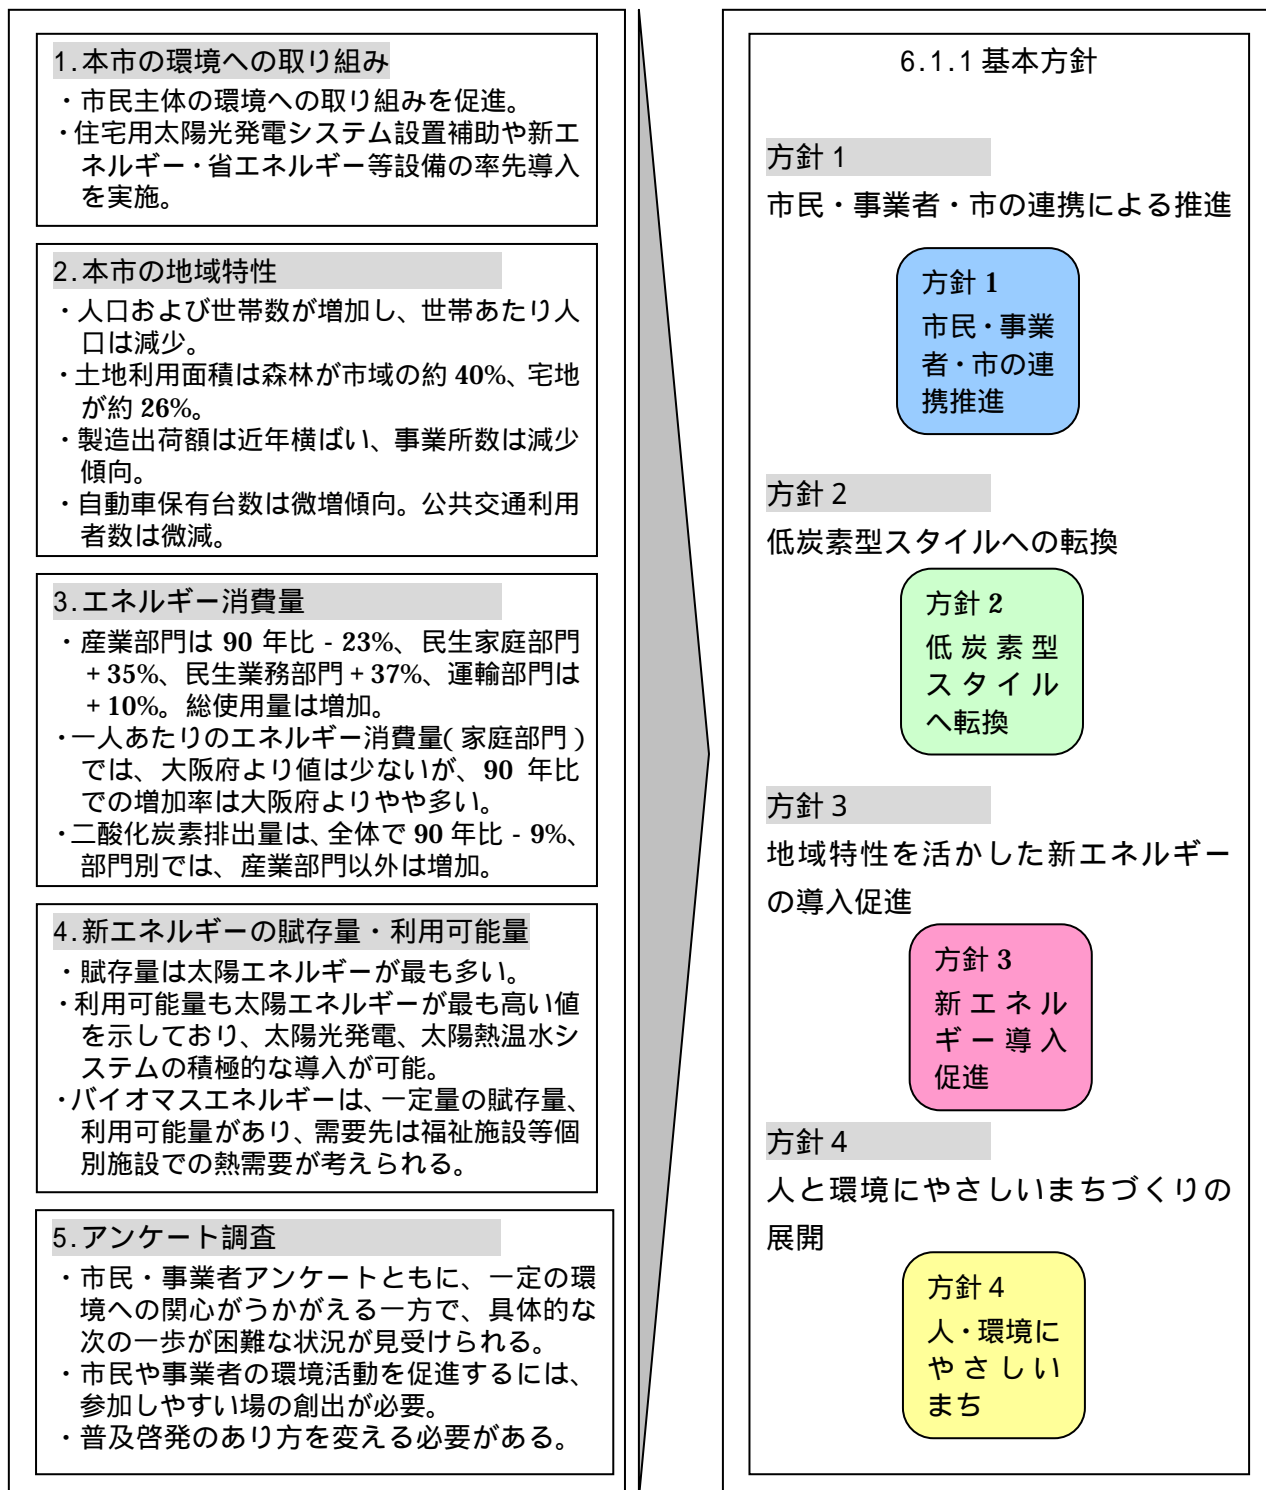 1.本市の環境への取り組み
・市民主体の環境への取り組みを促進。
・住宅用太陽光発電システム設置補助や新エ
ネルギー・省エネルギー等設備の率先導入
を実施。
2.本市の地域特性
・人口および世帯数が増加し、世帯あたり人
口は減少。
・土地利用面積は森林が市域の約 40%、宅地
が約 26%。
・製造出荷額は近年横ばい、事業所数は減少
傾向。
・自動車保有台数は微増傾向。公共交通利用
者数は微減。
3.エネルギー消費量
・産業部門は 90 年比 - 23%、民生家庭部門
+ 35%、民生業務部門 + 37%、運輸部門は
+ 10%。総使用量は増加。
・一人あたりのエネルギー消費量(家庭部門)
では、大阪府より値は少ないが、90 年比
での増加率は大阪府よりやや多い。
・二酸化炭素排出量は、全体で 90 年比 - 9%、
部門別では、産業部門以外は増加。
4.新エネルギーの賦存量・利用可能量
・賦存量は太陽エネルギーが最も多い。
・利用可能量も太陽エネルギーが最も高い値
を示しており、太陽光発電、太陽熱温水シ
ステムの積極的な導入が可能。
・バイオマスエネルギーは、一定量の賦存量、
利用可能量があり、需要先は福祉施設等個
別施設での熱需要が考えられる。
5.アンケート調査
・市民・事業者アンケートともに、一定の環
境への関心がうかがえる一方で、具体的な
次の一歩が困難な状況が見受けられる。
・市民や事業者の環境活動を促進するには、
参加しやすい場の創出が必要。
・普及啓発のあり方を変える必要がある。
6.1.1 基本方針
方針 1
市民・事業者・市の連携による推進
方針 1
市民・事業
者・市の連
携推進
方針 2
低炭素型スタイルへの転換
方針 2
低炭素型
スタイル
へ転換
方針 3
地域特性を活かした新エネルギー
の導入促進
方針 3
新エネル
ギー導入
促進
方針 4
人と環境にやさしいまちづくりの
展開
方針 4
人・環境に
やさしい
まち